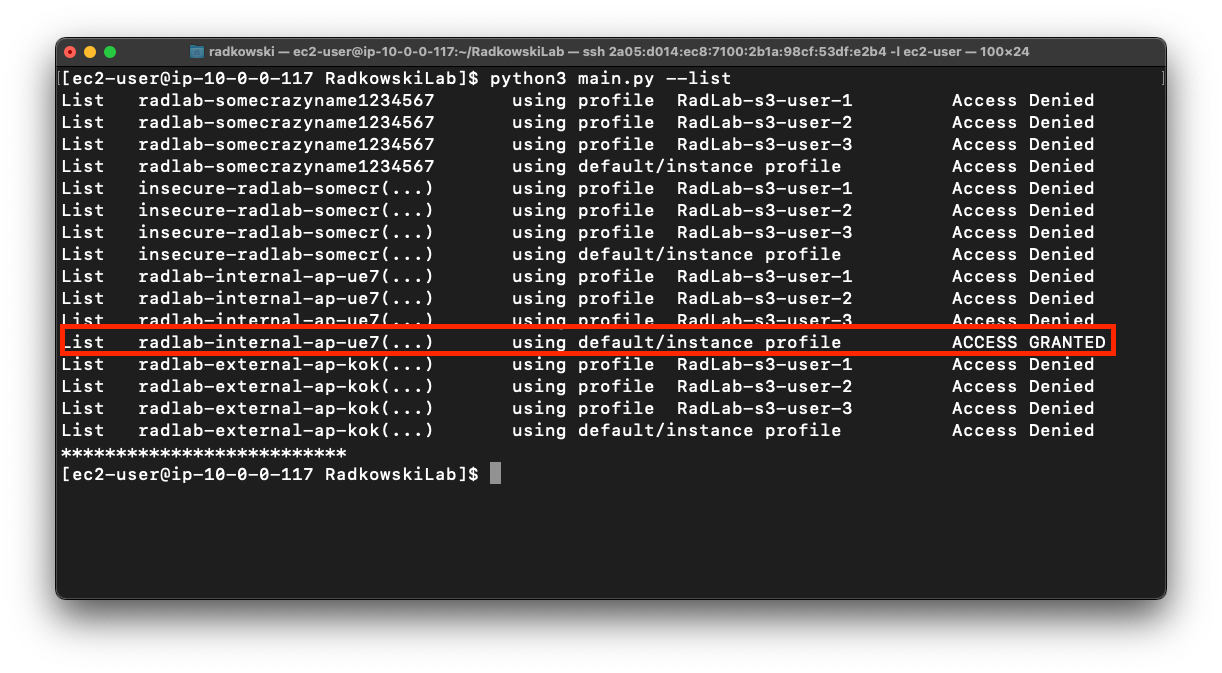 radkowski — ec2-user@ip-10-0-0-117:~/RadkowskiLab — ssh 2a05:d014:ec8:7100:2b1a:98cf:53df:e2b4 -l ec2-user — 100×24
[ec2-user@ip-10-0-0-117 RadkowskiLab]$ python3 main.py --list
List radlab-somecrazyname1234567 using profile RadLab-s3-user-1 Access Denied
List radlab-somecrazyname1234567 using profile RadLab-s3-user-2 Access Denied
List radlab-somecrazyname1234567 using profile RadLab-s3-user-3 Access Denied
List radlab-somecrazyname1234567 using default/instance profile Access Denied
List insecure-radlab-somecr(...) using profile RadLab-s3-user-1 Access Denied
List insecure-radlab-somecr(...) using profile RadLab-s3-user-2 Access Denied
List insecure-radlab-somecr(...) using profile RadLab-s3-user-3 Access Denied
List insecure-radlab-somecr(...) using default/instance profile Access Denied
List radlab-internal-ap-ue7(...) using profile RadLab-s3-user-1 Access Denied
List radlab-internal-ap-ue7(...) using profile RadLab-s3-user-2 Access Denied
List radlab-internal-ap-ue7(...) using profile RadLab-s3-user-3 Access Denied
List radlab-internal-ap-ue7(...) using default/instance profile ACCESS GRANTED
List radlab-external-ap-kok(...) using profile RadLab-s3-user-1 Access Denied
List radlab-external-ap-kok(...) using profile RadLab-s3-user-2 Access Denied
List radlab-external-ap-kok(...) using profile RadLab-s3-user-3 Access Denied
List radlab-external-ap-kok(...) using default/instance profile Access Denied
**************************
[ec2-user@ip-10-0-0-117 RadkowskiLab]$